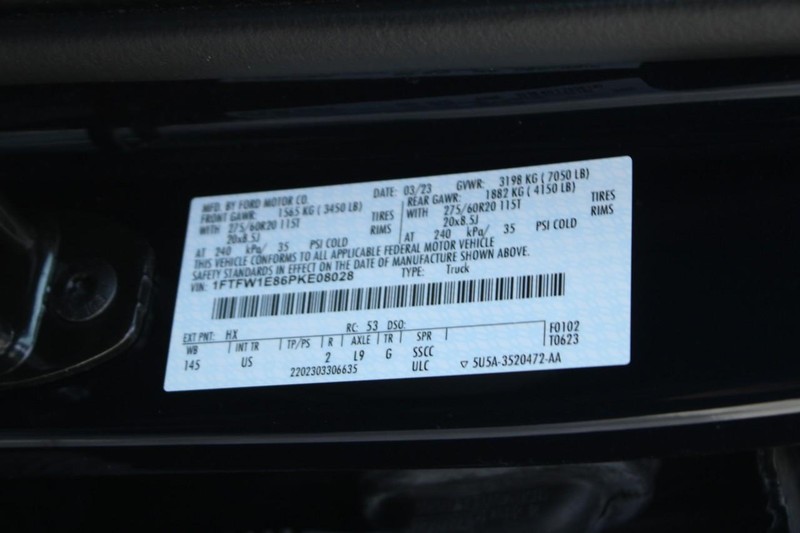 MFD. BY FORD MOTOR CO. DATE: 03/23 GVWR: 3198 KG ( 7050 LB)
FRONT GAWR: 1565 KG ( 3450 LB) REAR GAWR: 1882 KG ( 4150 LB)
WITH 275/60R20 115T TIRES WITH 275/60R20 115T TIRES
20x8.5J RIMS 20x8.5J RIMS
AT 240 kPa/ 35 PSI COLD AT 240 kPa/ 35 PSI COLD
THIS VEHICLE CONFORMS TO ALL APPLICABLE FEDERAL MOTOR VEHICLE
SAFETY STANDARDS IN EFFECT ON THE DATE OF MANUFACTURE SHOWN ABOVE.
VIN: 1FTFW1E86PKE08028 TYPE: Truck
EXT PNT: HX RC: 53 DSO: F0102
WB INT TR TP/PS R AXLE TR SPR T0623
145 US 2 L9 G SSCC
2202303306635 ULC ▽ 5U5A-3520472-AA